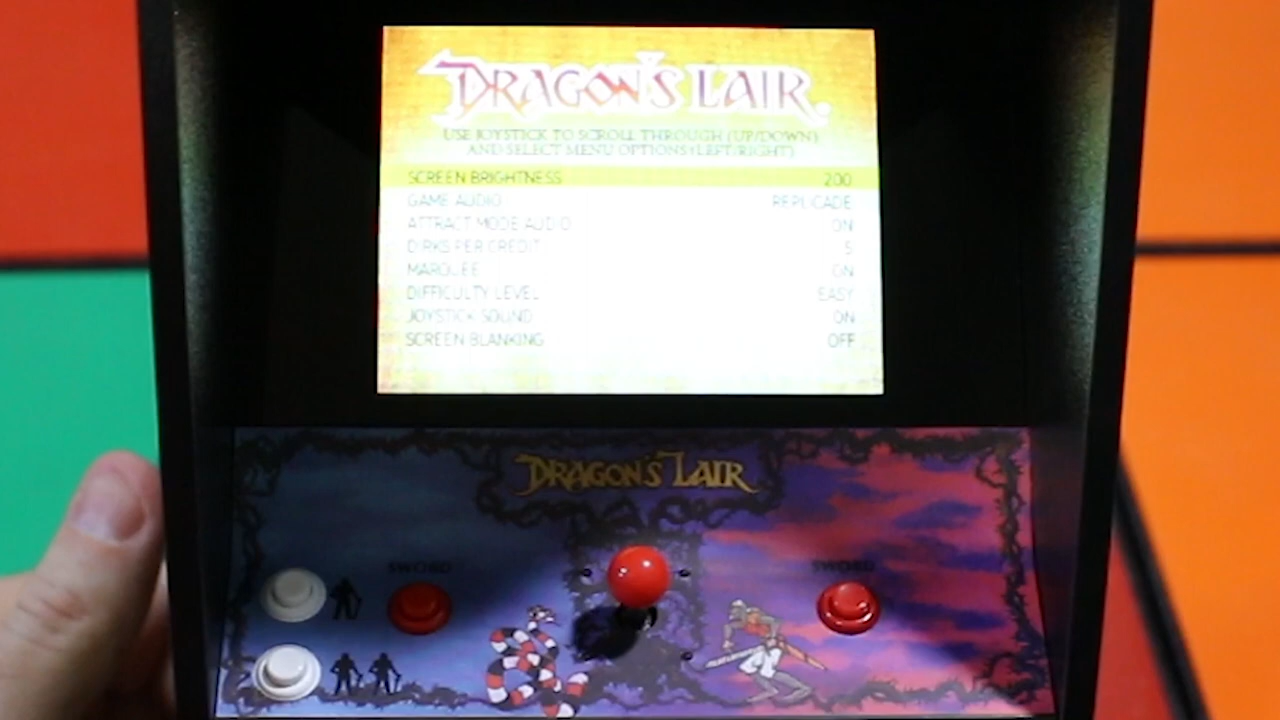 DRAGON'S LAIR
USE JOYSTICK TO SCROLL THROUGH (UP/DOWN)
AND SELECT MENU OPTIONS (LEFT/RIGHT)
SCREEN BRIGHTNESS 200
GAME AUDIO REPLICADE
ATTRACT MODE AUDIO ON
DIRKS PER CREDIT 5
MARQUEE ON
DIFFICULTY LEVEL EASY
JOYSTICK SOUND ON
SCREEN BLANKING OFF
DRAGON'S LAIR
SWORD SWORD